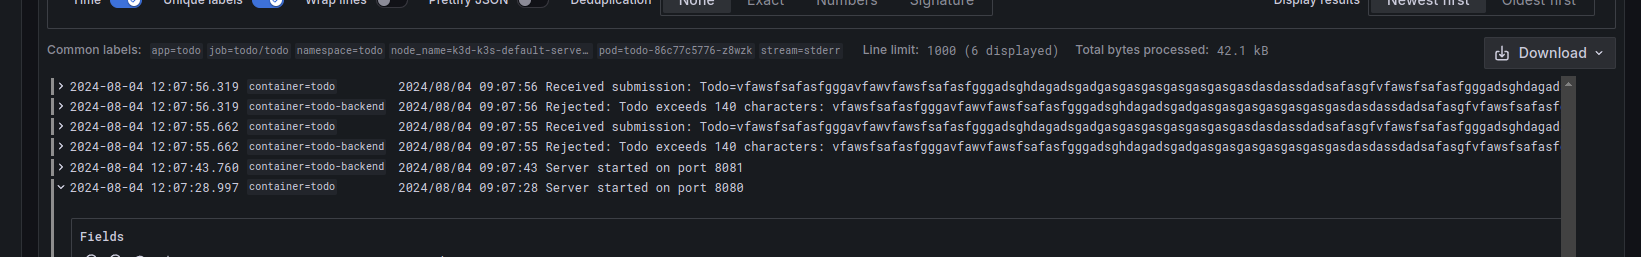 Time Unique labels Wrap lines Prettify JSON Deduplication None Exact Numbers Signature Display results Newest first Oldest first
Common labels: app=todo job=todo/todo namespace=todo node_name=k3d-k3s-default-serve… pod=todo-86c77c5776-z8wzk stream=stderr Line limit: 1000 (6 displayed) Total bytes processed: 42.1 kB
Download
2024-08-04 12:07:56.319 container=todo 2024/08/04 09:07:56 Received submission: Todo=vfawsfsafasfgggavfawvfawsfsafasfgggadsghdagadsgadgasgasgasgasgasgasgasdasdassdadsafasgfvfawsfsafasfgggadsghdagad
2024-08-04 12:07:56.319 container=todo-backend 2024/08/04 09:07:56 Rejected: Todo exceeds 140 characters: vfawsfsafasfgggavfawvfawsfsafasfgggadsghdagadsgadgasgasgasgasgasgasgasdasdassdadsafasgfvfawsfsafasf
2024-08-04 12:07:55.662 container=todo 2024/08/04 09:07:55 Received submission: Todo=vfawsfsafasfgggavfawvfawsfsafasfgggadsghdagadsgadgasgasgasgasgasgasgasdasdassdadsafasgfvfawsfsafasfgggadsghdagad
2024-08-04 12:07:55.662 container=todo-backend 2024/08/04 09:07:55 Rejected: Todo exceeds 140 characters: vfawsfsafasfgggavfawvfawsfsafasfgggadsghdagadsgadgasgasgasgasgasgasgasdasdassdadsafasgfvfawsfsafasf
2024-08-04 12:07:43.760 container=todo-backend 2024/08/04 09:07:43 Server started on port 8081
2024-08-04 12:07:28.997 container=todo 2024/08/04 09:07:28 Server started on port 8080
Fields